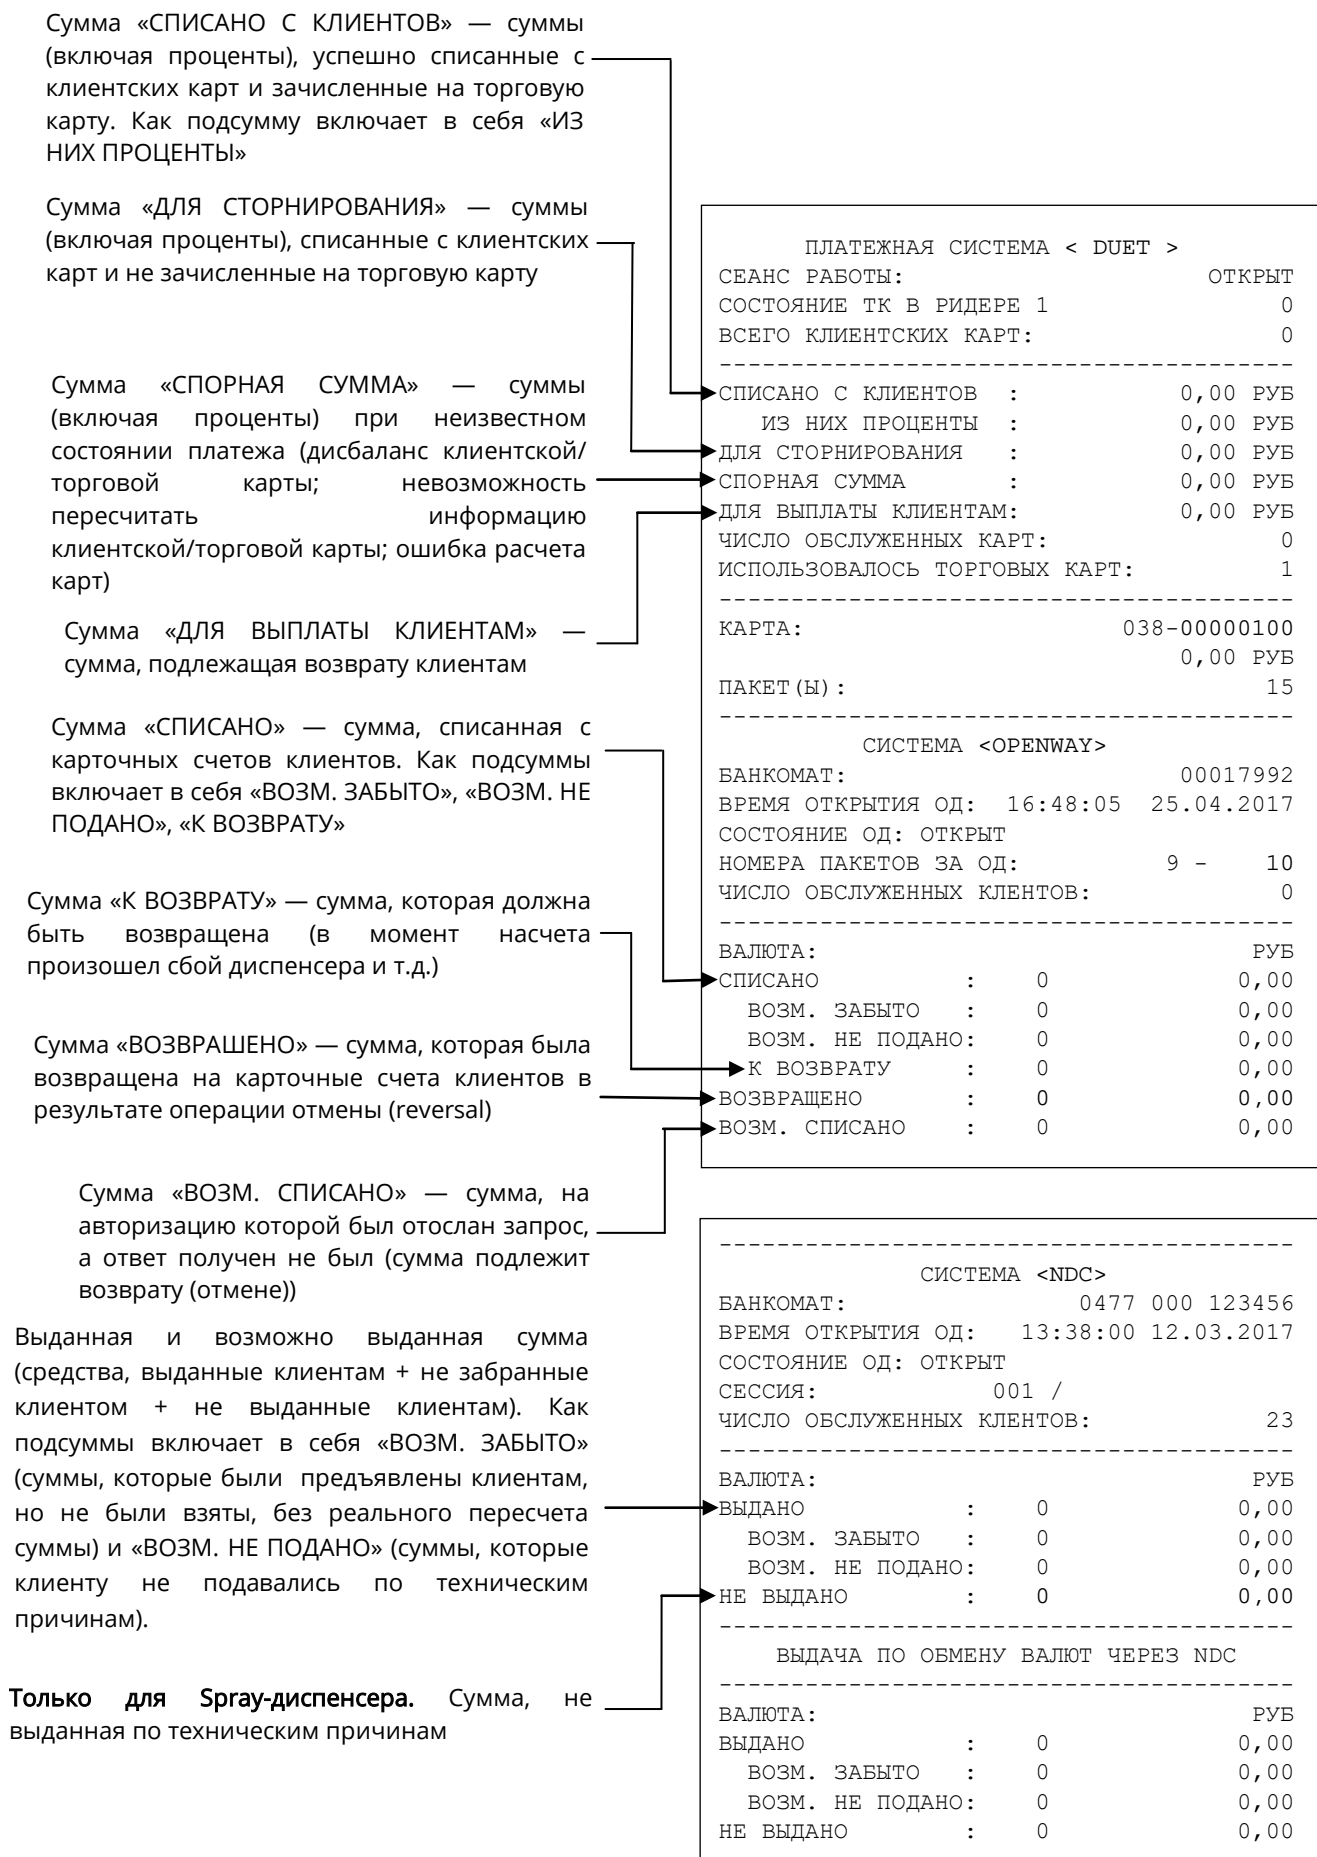 Сумма «СПИСАНО С КЛИЕНТОВ» — суммы
(включая проценты), успешно списанные с
клиентских карт и зачисленные на торговую
карту. Как подсумму включает в себя «ИЗ
НИХ ПРОЦЕНТЫ»
Сумма «ДЛЯ СТОРНИРОВАНИЯ» — суммы
(включая проценты), списанные с клиентских
карт и не зачисленные на торговую карту
Сумма «СПОРНАЯ СУММА» — суммы
(включая проценты) при неизвестном
состоянии платежа (дисбаланс клиентской/
торговой карты; невозможность
пересчитать информацию
клиентской/торговой карты; ошибка расчета
карт)
Сумма «ДЛЯ ВЫПЛАТЫ КЛИЕНТАМ» —
сумма, подлежащая возврату клиентам
Сумма «СПИСАНО» — сумма, списанная с
карточных счетов клиентов. Как подсуммы
включает в себя «ВОЗМ. ЗАБЫТО», «ВОЗМ. НЕ
ПОДАНО», «К ВОЗВРАТУ»
Сумма «К ВОЗВРАТУ» — сумма, которая должна
быть возвращена (в момент насчета
произошел сбой диспенсера и т.д.)
Сумма «ВОЗВРАШЕНО» — сумма, которая была
возвращена на карточные счета клиентов в
результате операции отмены (reversal)
Сумма «ВОЗМ. СПИСАНО» — сумма, на
авторизацию которой был отослан запрос,
а ответ получен не был (сумма подлежит
возврату (отмене))
Выданная и возможно выданная сумма
(средства, выданные клиентам + не забранные
клиентом + не выданные клиентам). Как
подсуммы включает в себя «ВОЗМ. ЗАБЫТО»
(суммы, которые были предъявлены клиентам,
но не были взяты, без реального пересчета
суммы) и «ВОЗМ. НЕ ПОДАНО» (суммы, которые
клиенту не подавались по техническим
причинам).
Только для Spray-диспенсера. Сумма, не
выданная по техническим причинам
ПЛАТЕЖНАЯ СИСТЕМА < DUET >
СЕАНС РАБОТЫ: ОТКРЫТ
СОСТОЯНИЕ ТК В РИДЕРЕ 1 0
ВСЕГО КЛИЕНТСКИХ КАРТ: 0
----------------------------------------
СПИСАНО С КЛИЕНТОВ : 0,00 РУБ
ИЗ НИХ ПРОЦЕНТЫ : 0,00 РУБ
ДЛЯ СТОРНИРОВАНИЯ : 0,00 РУБ
СПОРНАЯ СУММА : 0,00 РУБ
ДЛЯ ВЫПЛАТЫ КЛИЕНТАМ: 0,00 РУБ
ЧИСЛО ОБСЛУЖЕННЫХ КАРТ: 0
ИСПОЛЬЗОВАЛОСЬ ТОРГОВЫХ КАРТ: 1
----------------------------------------
КАРТА: 038-00000100
0,00 РУБ
ПАКЕТ(Ы): 15
----------------------------------------
СИСТЕМА <OPENWAY>
БАНКОМАТ: 00017992
ВРЕМЯ ОТКРЫТИЯ ОД: 16:48:05 25.04.2017
СОСТОЯНИЕ ОД: ОТКРЫТ
НОМЕРА ПАКЕТОВ ЗА ОД: 9 - 10
ЧИСЛО ОБСЛУЖЕННЫХ КЛЕНТОВ: 0
----------------------------------------
ВАЛЮТА: РУБ
СПИСАНО : 0 0,00
ВОЗМ. ЗАБЫТО : 0 0,00
ВОЗМ. НЕ ПОДАНО: 0 0,00
К ВОЗВРАТУ : 0 0,00
ВОЗВРАЩЕНО : 0 0,00
ВОЗМ. СПИСАНО : 0 0,00
----------------------------------------
СИСТЕМА <NDC>
БАНКОМАТ: 0477 000 123456
ВРЕМЯ ОТКРЫТИЯ ОД: 13:38:00 12.03.2017
СОСТОЯНИЕ ОД: ОТКРЫТ
СЕССИЯ: 001 /
ЧИСЛО ОБСЛУЖЕННЫХ КЛЕНТОВ: 23
----------------------------------------
ВАЛЮТА: РУБ
ВЫДАНО : 0 0,00
ВОЗМ. ЗАБЫТО : 0 0,00
ВОЗМ. НЕ ПОДАНО: 0 0,00
НЕ ВЫДАНО : 0 0,00
----------------------------------------
ВЫДАЧА ПО ОБМЕНУ ВАЛЮТ ЧЕРЕЗ NDC
----------------------------------------
ВАЛЮТА: РУБ
ВЫДАНО : 0 0,00
ВОЗМ. ЗАБЫТО : 0 0,00
ВОЗМ. НЕ ПОДАНО: 0 0,00
НЕ ВЫДАНО : 0 0,00